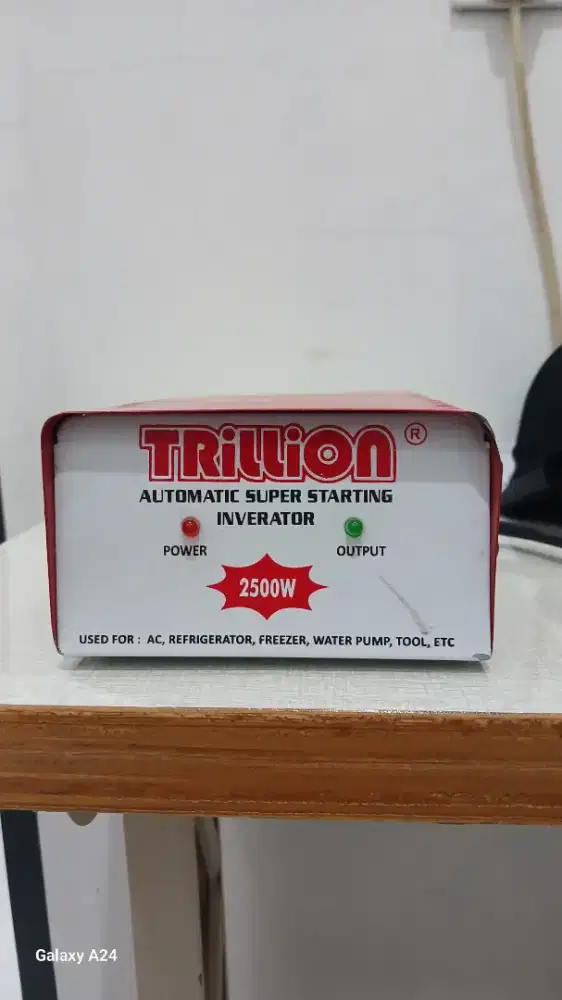 TRiLLiON ®
AUTOMATIC SUPER STARTING
INVERATOR
POWER
OUTPUT
2500W
USED FOR : AC, REFRIGERATOR, FREEZER, WATER PUMP, TOOL, ETC
Galaxy A24